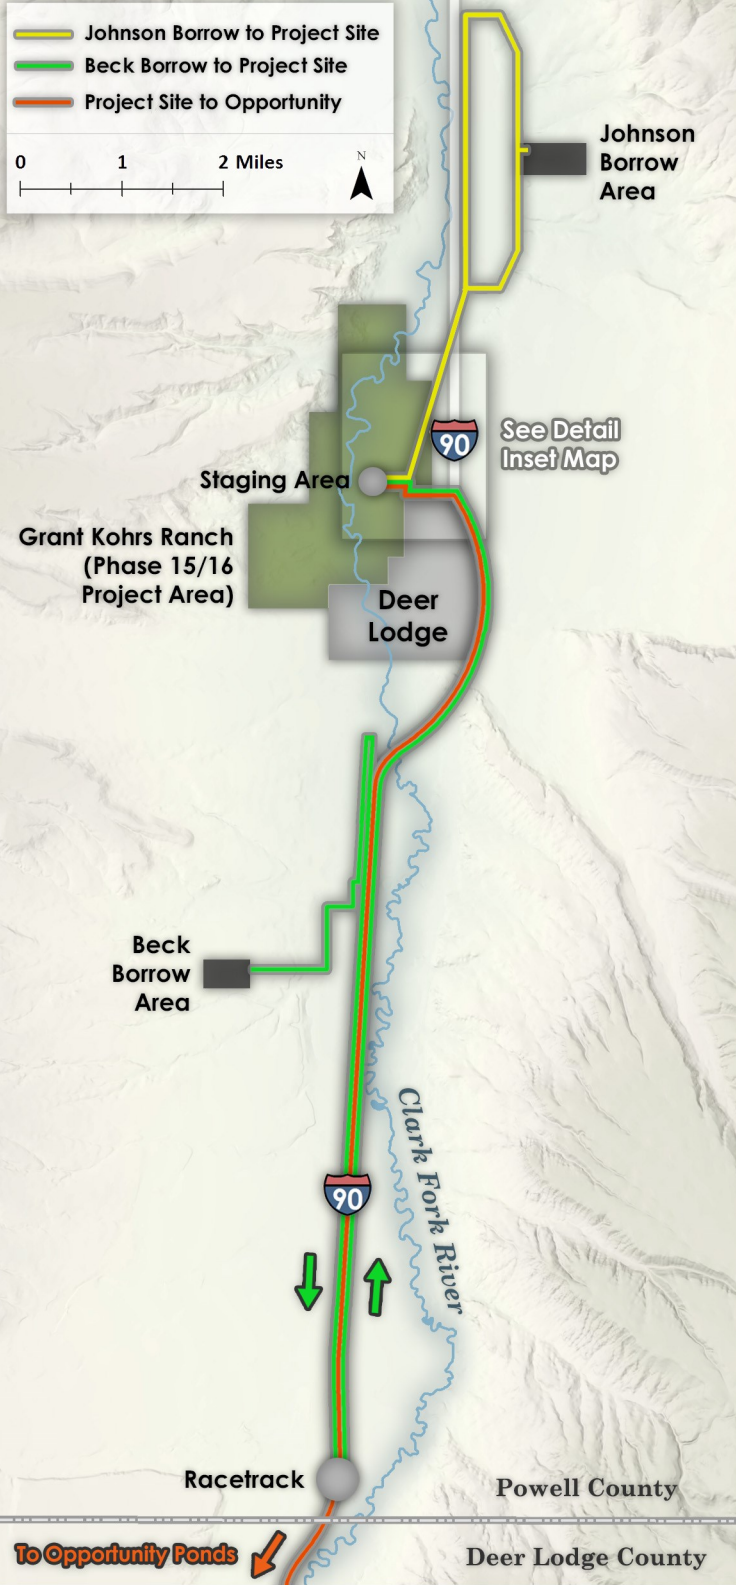 Johnson Borrow to Project Site
Beck Borrow to Project Site
Project Site to Opportunity
0 1 2 Miles
N
Johnson
Borrow
Area
90
See Detail
Inset Map
Staging Area
Grant Kohrs Ranch
(Phase 15/16
Project Area)
Deer
Lodge
Beck
Borrow
Area
Clark Fork River
90
Racetrack
Powell County
To Opportunity Ponds
Deer Lodge County